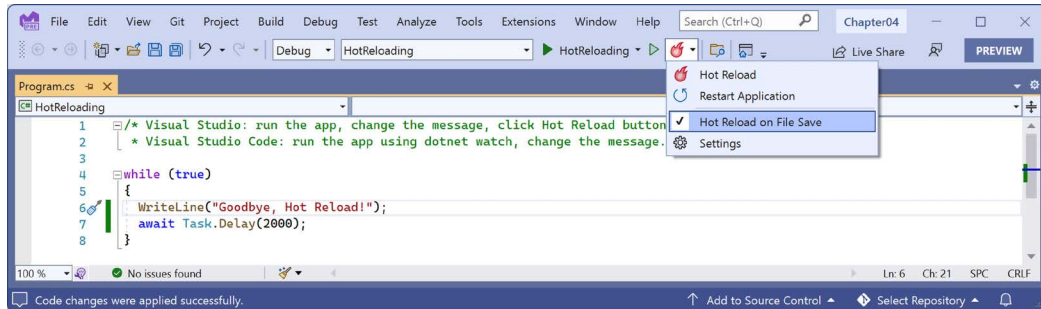 File Edit View Git Project Build Debug Test Analyze Tools Extensions Window Help Search (Ctrl+Q) Chapter04
Debug HotReloading HotReloading Live Share PREVIEW
Hot Reload
Restart Application
Hot Reload on File Save
Settings
Program.cs
HotReloading
1 /* Visual Studio: run the app, change the message, click Hot Reload button
2 * Visual Studio Code: run the app using dotnet watch, change the message.
3
4 while (true)
5 {
6 WriteLine("Goodbye, Hot Reload!");
7 await Task.Delay(2000);
8 }
100 % No issues found Ln: 6 Ch: 21 SPC CRLF
Code changes were applied successfully. Add to Source Control Select Repository